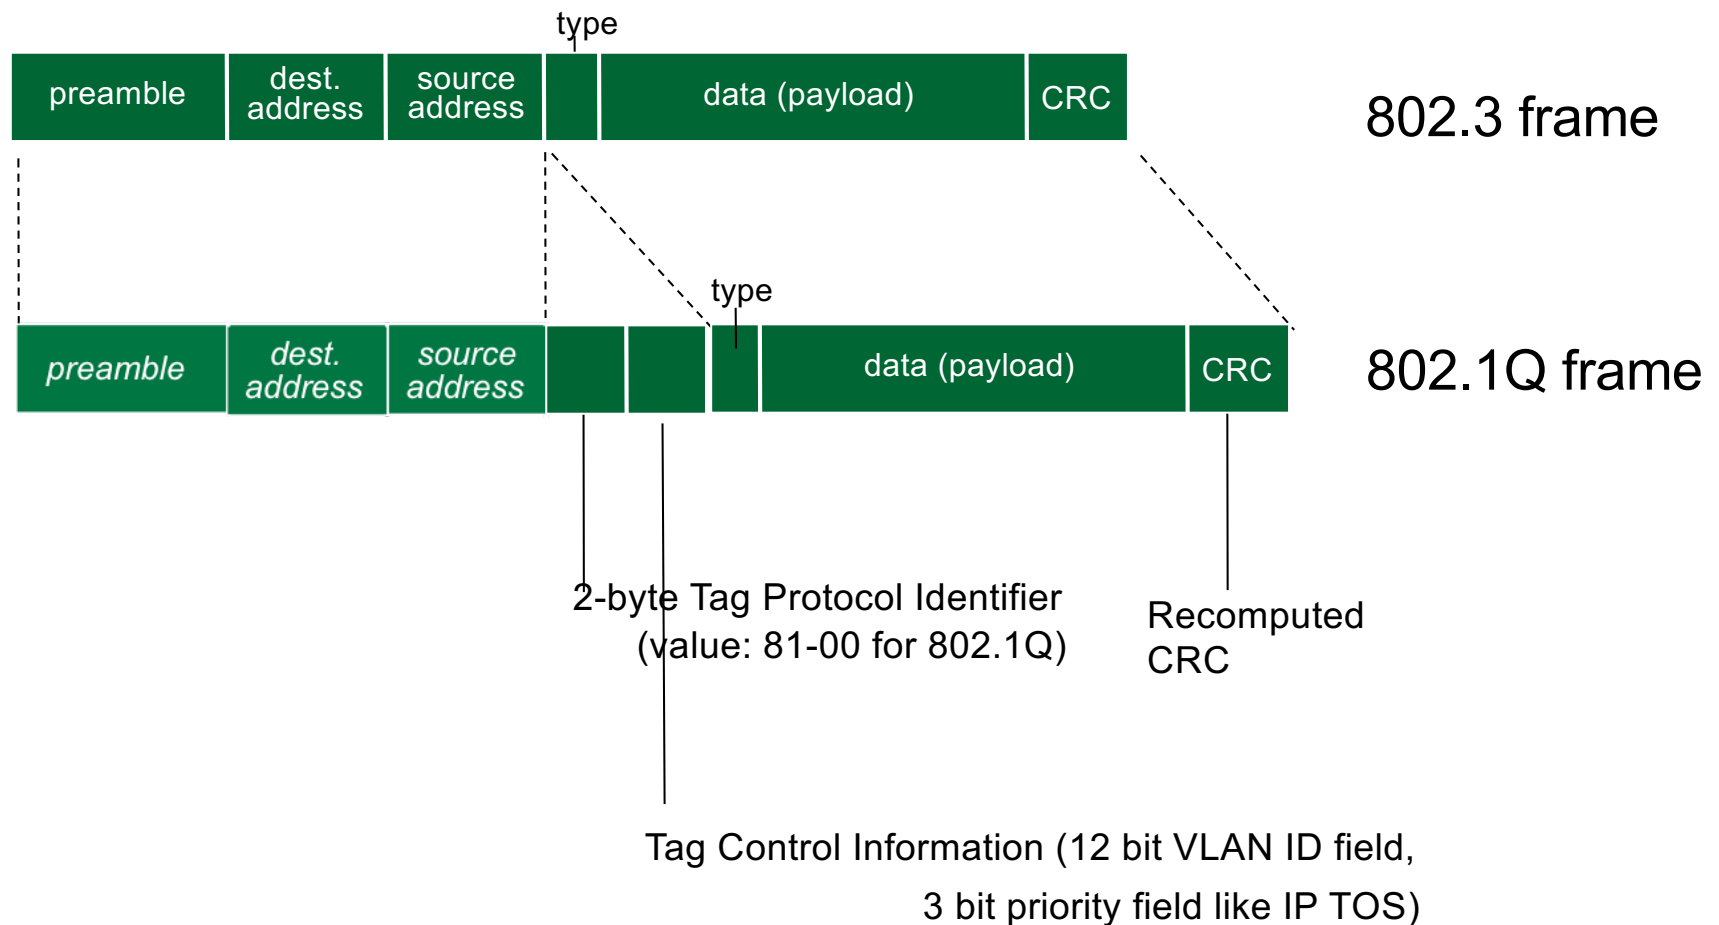 type
preamble
dest.
address
source
address
data (payload)
CRC
802.3 frame
type
preamble
dest.
address
source
address
data (payload)
CRC
802.1Q frame
2-byte Tag Protocol Identifier
(value: 81-00 for 802.1Q)
Recomputed
CRC
Tag Control Information (12 bit VLAN ID field,
3 bit priority field like IP TOS)